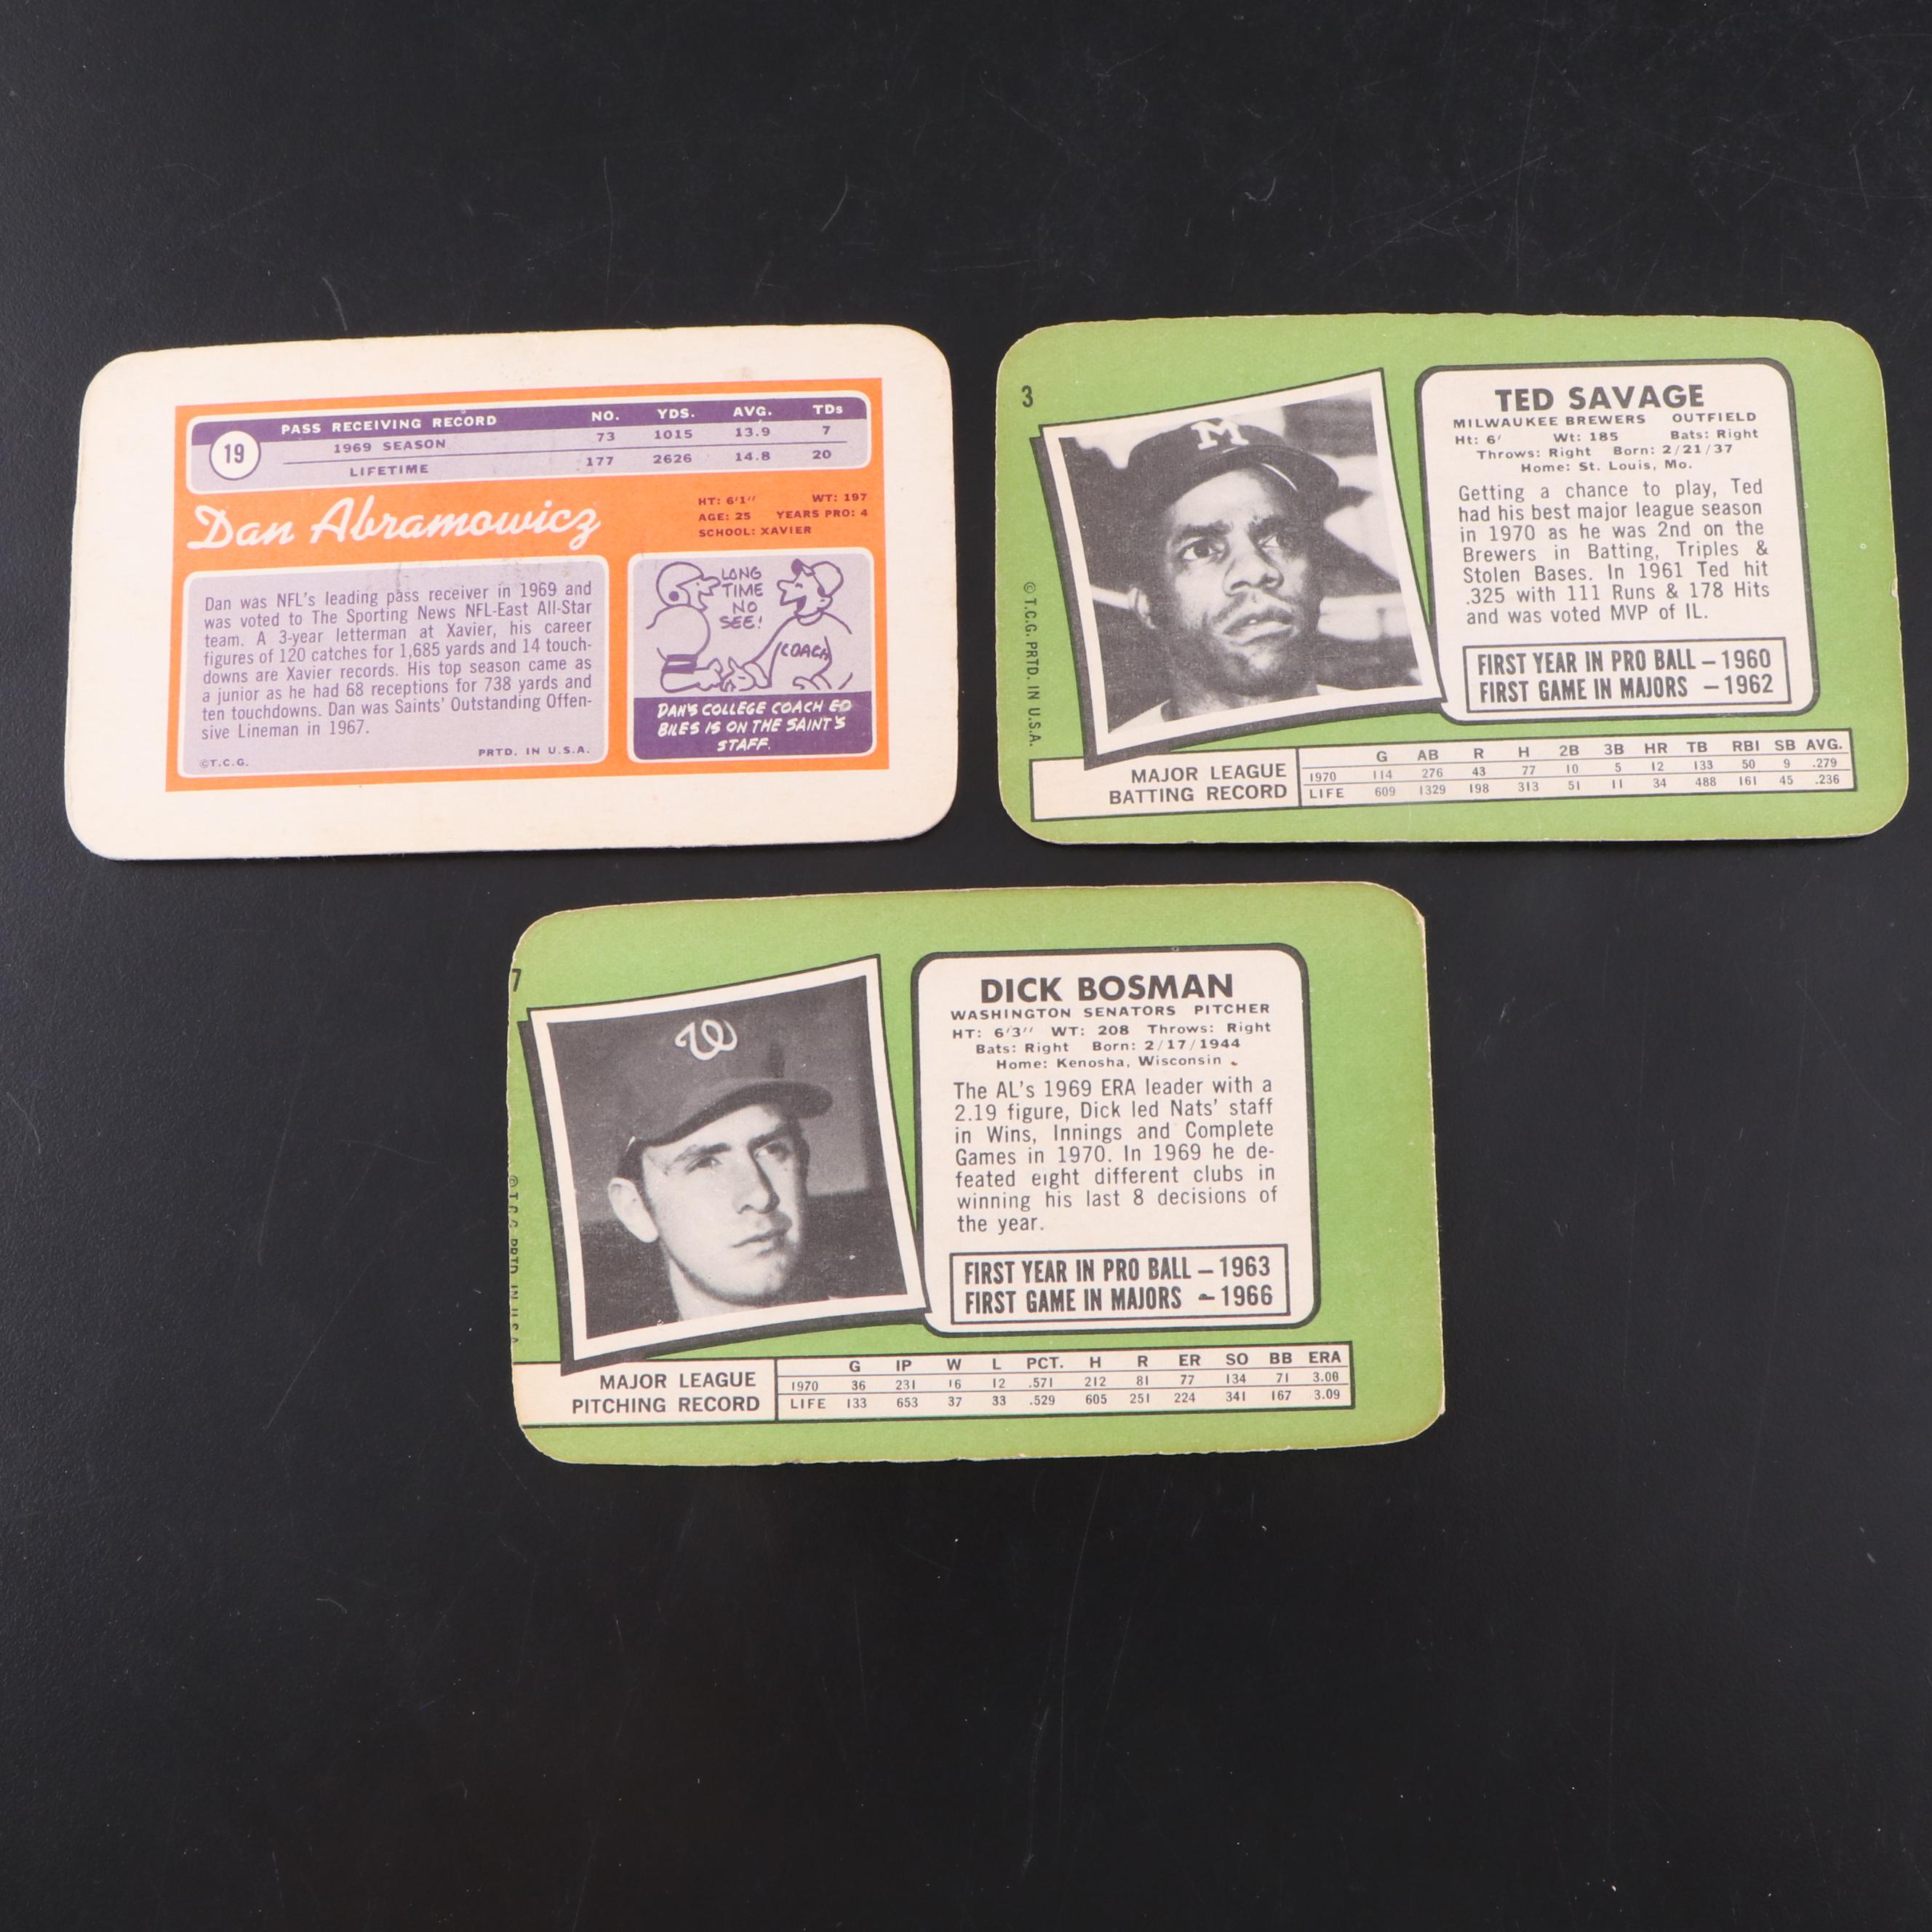 19
PASS RECEIVING RECORD NO. YDS. AVG. TDs
1969 SEASON 73 1015 13.9 7
LIFETIME 177 2626 14.8 20
Dan Abramowicz
HT: 6'1" WT: 197
AGE: 25 YEARS PRO: 4
SCHOOL: XAVIER
Dan was NFL's leading pass receiver in 1969 and
was voted to The Sporting News NFL-East All-Star
team. A 3-year letterman at Xavier, his career
figures of 120 catches for 1,685 yards and 14 touch-
downs are Xavier records. His top season came as
a junior as he had 68 receptions for 738 yards and
ten touchdowns. Dan was Saints' Outstanding Offen-
sive Lineman in 1967.
©T.C.G. PRTD. IN U.S.A.
LONG
TIME
NO
SEE!
COACH
DAN'S COLLEGE COACH ED
BILES IS ON THE SAINT'S
STAFF.
3
© T.C.G. PRTD. IN U.S.A.
M
TED SAVAGE
MILWAUKEE BREWERS OUTFIELD
Ht: 6' Wt: 185 Bats: Right
Throws: Right Born: 2/21/37
Home: St. Louis, Mo.
Getting a chance to play, Ted
had his best major league season
in 1970 as he was 2nd on the
Brewers in Batting, Triples &
Stolen Bases. In 1961 Ted hit
.325 with 111 Runs & 178 Hits
and was voted MVP of IL.
FIRST YEAR IN PRO BALL – 1960
FIRST GAME IN MAJORS – 1962
MAJOR LEAGUE
BATTING RECORD
G AB R H 2B 3B HR TB RBI SB AVG.
1970 114 276 43 77 10 5 12 133 50 9 .279
LIFE 609 1329 198 313 51 11 34 488 161 45 .236
7
© T.C.G. PRTD. IN U.S.A.
W
DICK BOSMAN
WASHINGTON SENATORS PITCHER
HT: 6'3" WT: 208 Throws: Right
Bats: Right Born: 2/17/1944
Home: Kenosha, Wisconsin
The AL's 1969 ERA leader with a
2.19 figure, Dick led Nats' staff
in Wins, Innings and Complete
Games in 1970. In 1969 he de-
feated eight different clubs in
winning his last 8 decisions of
the year.
FIRST YEAR IN PRO BALL – 1963
FIRST GAME IN MAJORS – 1966
MAJOR LEAGUE
PITCHING RECORD
G IP W L PCT. H R ER SO BB ERA
1970 36 231 16 12 .571 212 81 77 134 71 3.00
LIFE 133 653 37 33 .529 605 251 224 341 167 3.09